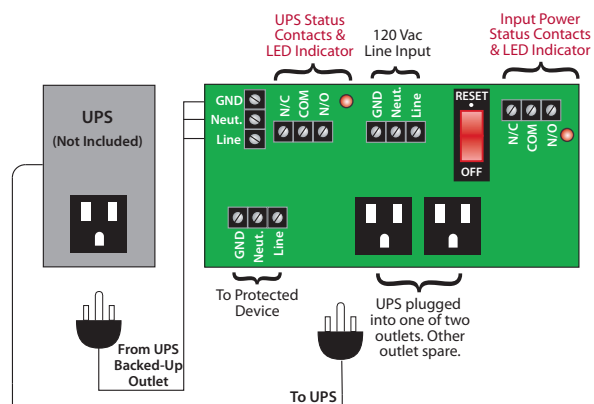 UPS Status
Contacts &
LED Indicator
120 Vac
Line Input
Input Power
Status Contacts
& LED Indicator
UPS
(Not Included)
GND
Neut.
Line
N/C
COM
N/O
GND
Neut.
Line
RESET
OFF
N/C
COM
N/O
GND
Neut.
Line
To Protected
Device
UPS plugged
into one of two
outlets. Other
outlet spare.
From UPS
Backed-Up
Outlet
To UPS